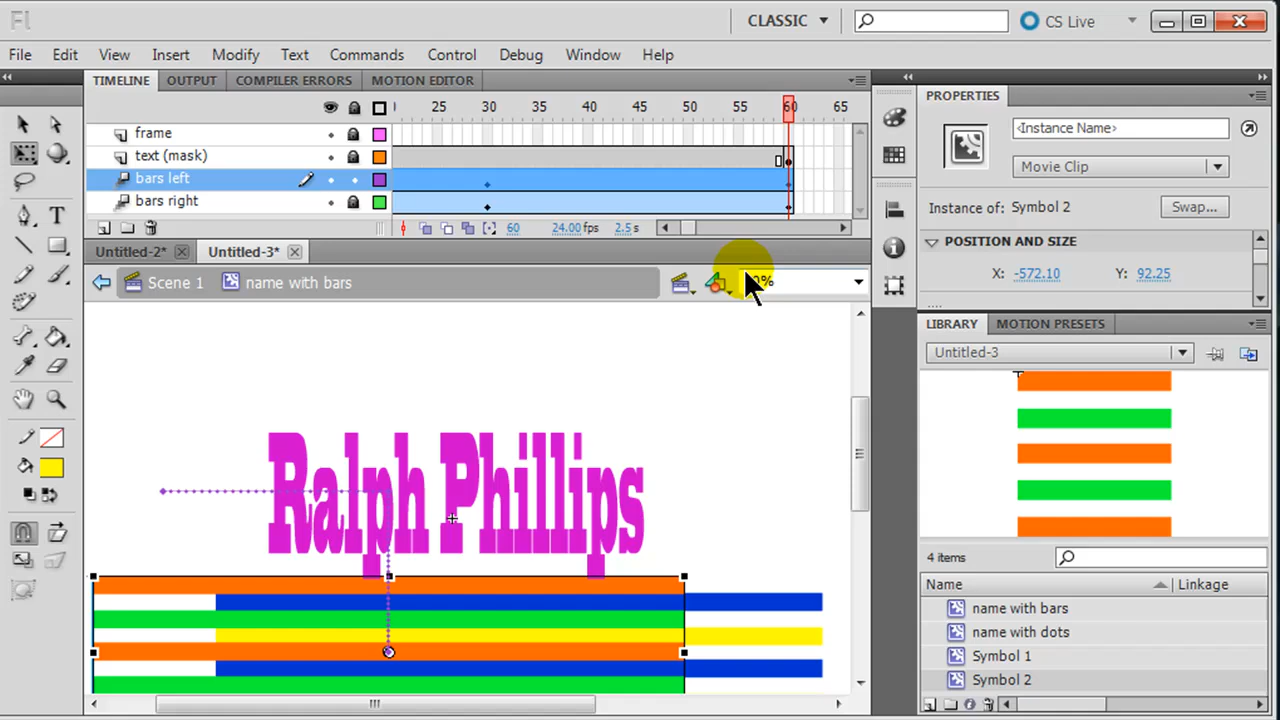 Fl CLASSIC CS Live
File Edit View Insert Modify Text Commands Control Debug Window Help
TIMELINE OUTPUT COMPILER ERRORS MOTION EDITOR
25 30 35 40 45 50 55 60 65
frame
text (mask)
bars left
bars right
60 24.00fps 2.5s
Untitled-2* Untitled-3*
Scene 1 name with bars
Ralph Phillips
PROPERTIES
<Instance Name>
Movie Clip
Instance of: Symbol 2 Swap...
POSITION AND SIZE
X: -572.10 Y: 92.25
LIBRARY MOTION PRESETS
Untitled-3
4 items
Name Linkage
name with bars
name with dots
Symbol 1
Symbol 2